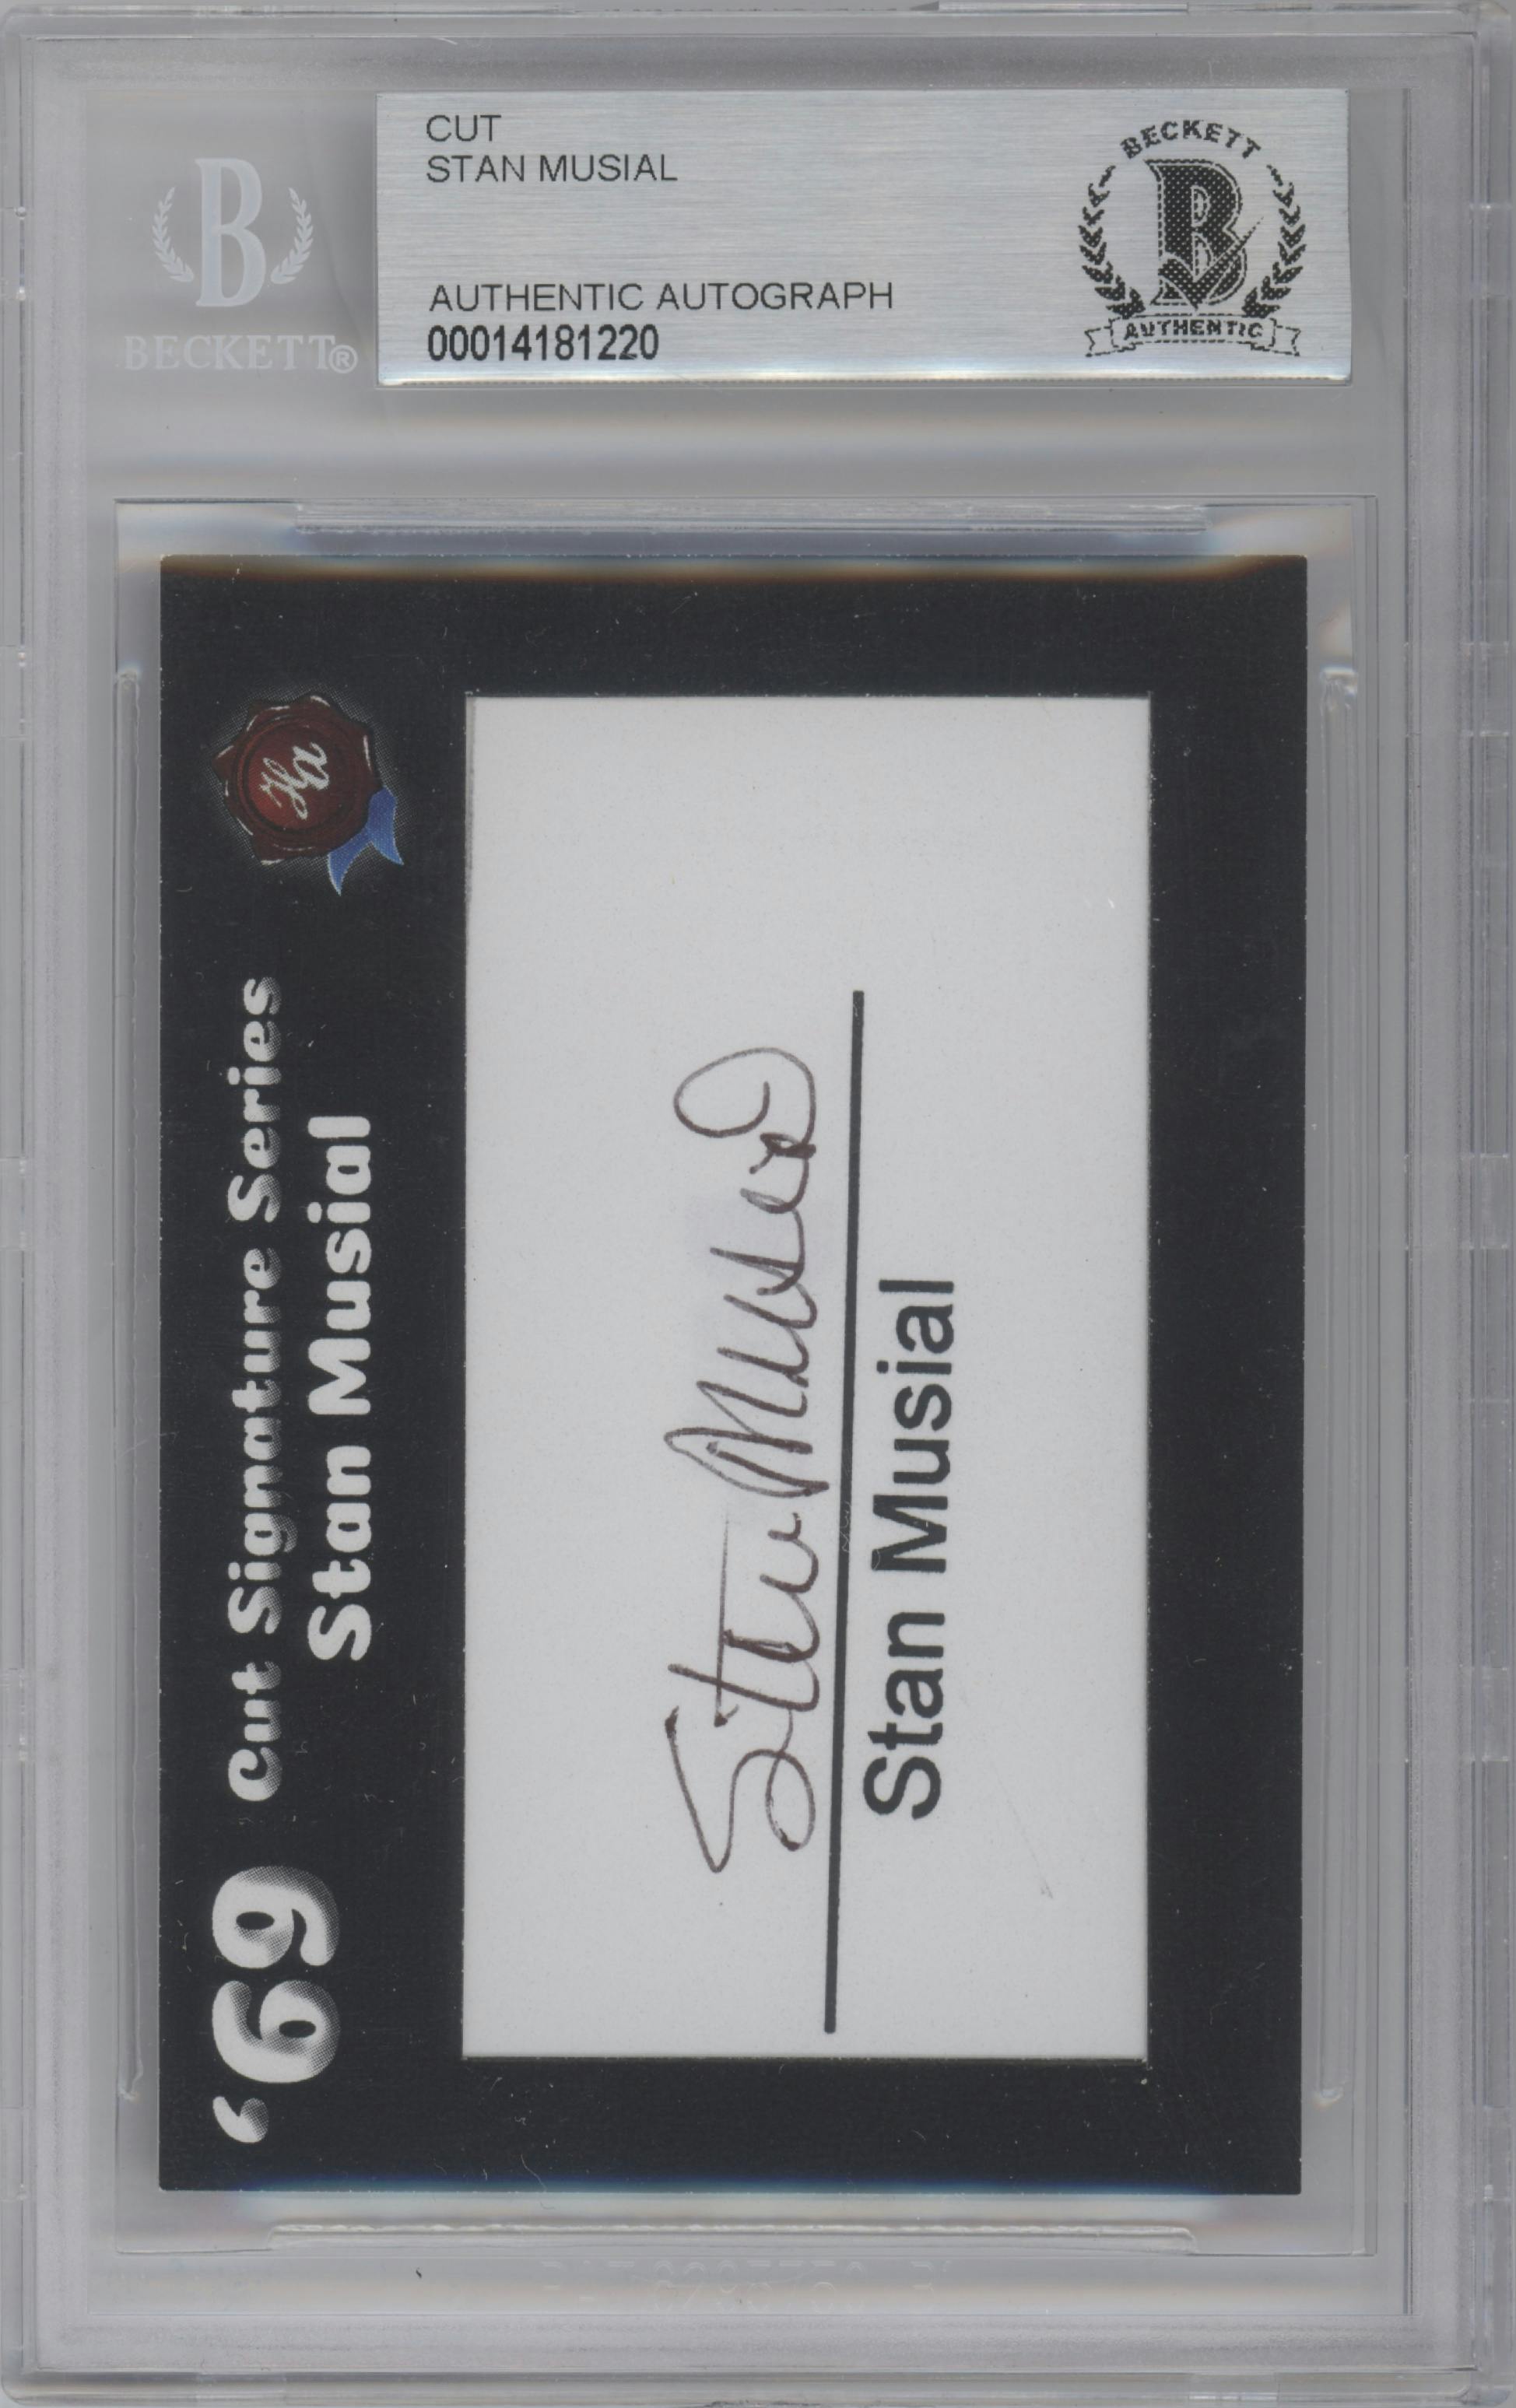 CUT
STAN MUSIAL
AUTHENTIC AUTOGRAPH
00014181220
B
BECKETT®
BECKETT
B
AUTHENTIC
Ha
'69 Cut Signature Series
Stan Musial
Stan Musial
Stan Musial